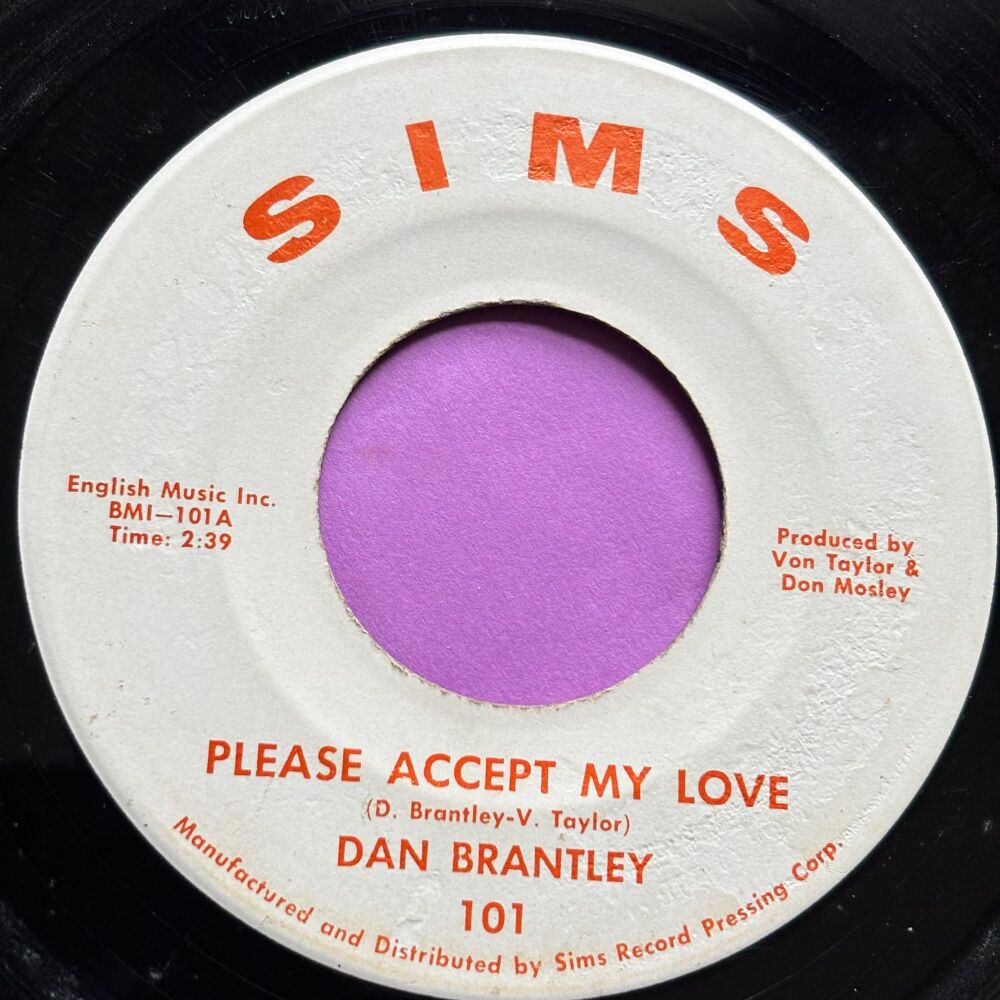 SIMS
English Music Inc.
BMI—101A
Time: 2:39
Produced by
Von Taylor &
Don Mosley
PLEASE ACCEPT MY LOVE
(D. Brantley-V. Taylor)
DAN BRANTLEY
101
Manufactured and Distributed by Sims Record Pressing Corp.